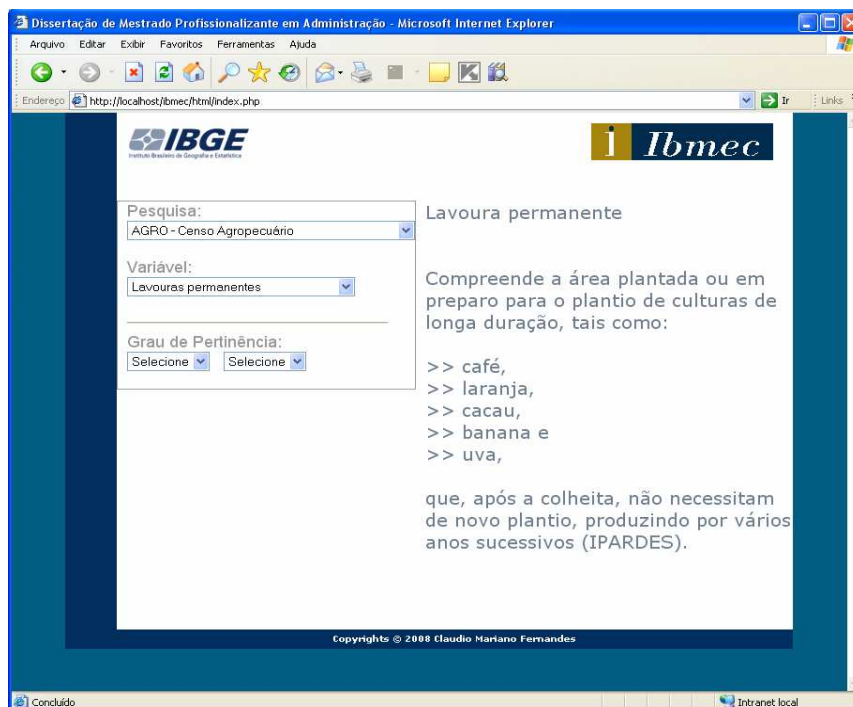 Dissertação de Mestrado Profissionalizante em Administração - Microsoft Internet Explorer
Arquivo Editar Exibir Favoritos Ferramentas Ajuda
Endereço http://localhost/ibmec/html/index.php Ir Links
IBGE
Instituto Brasileiro de Geografia e Estatística
i Ibmec
Pesquisa:
AGRO - Censo Agropecuário
Variável:
Lavouras permanentes
Grau de Pertinência:
Selecione Selecione
Lavoura permanente
Compreende a área plantada ou em
preparo para o plantio de culturas de
longa duração, tais como:
>> café,
>> laranja,
>> cacau,
>> banana e
>> uva,
que, após a colheita, não necessitam
de novo plantio, produzindo por vários
anos sucessivos (IPARDES).
Copyrights © 2008 Claudio Mariano Fernandes
Concluído Intranet local